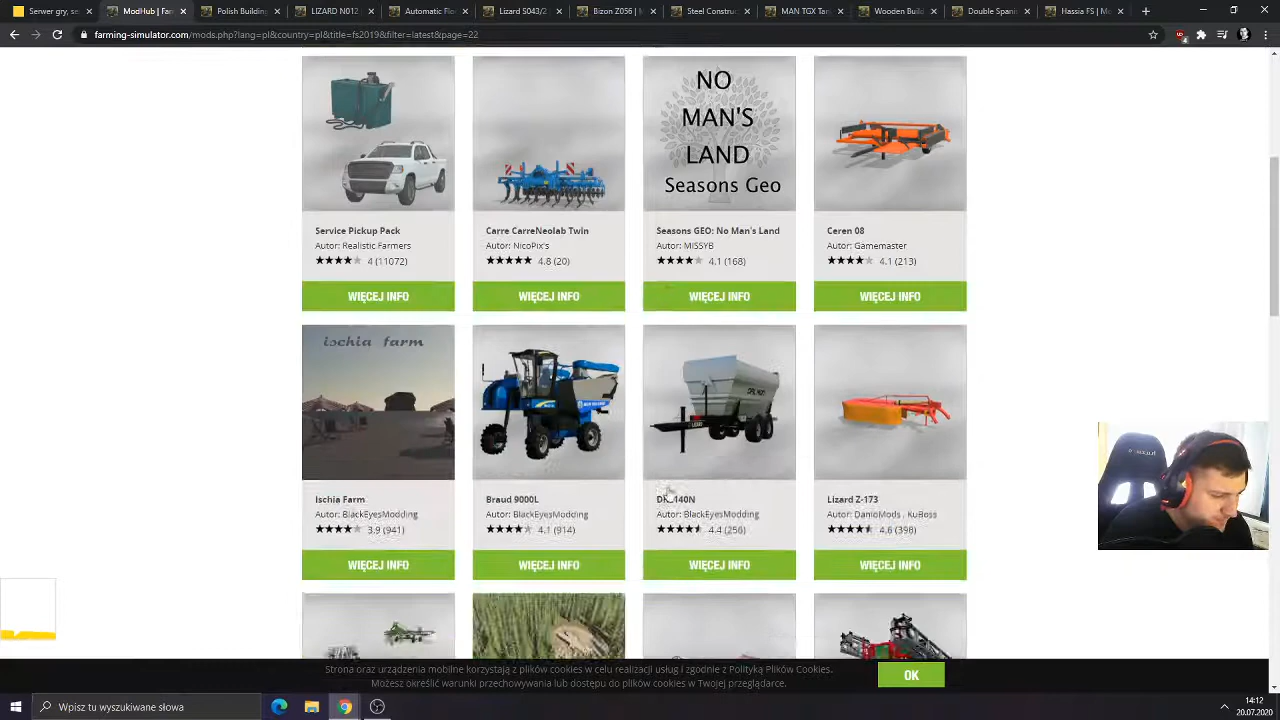 Serwer gry, se
ModHub | Far
Polish Building
LIZARD N012
Automatic Flo
Lizard S043/2
Bizon Z056 | M
Steel Construc
MAN TGX Tan
Wooden Build
Double Spani
Hassia FS | Mo
farming-simulator.com/mods.php?lang=pl&country=pl&title=fs2019&filter=latest&page=22
NO
MAN'S
LAND
Seasons Geo
Service Pickup Pack
Autor: Realistic Farmers
4 (11072)
WIĘCEJ INFO
Carre CarreNeolab Twin
Autor: NicoPix's
4.8 (20)
WIĘCEJ INFO
Seasons GEO: No Man's Land
Autor: MISSYB
4.1 (168)
WIĘCEJ INFO
Ceren 08
Autor: Gamemaster
4.1 (213)
WIĘCEJ INFO
ischia farm
Ischia Farm
Autor: BlackEyesModding
3.9 (941)
WIĘCEJ INFO
Braud 9000L
Autor: BlackEyesModding
4.1 (914)
WIĘCEJ INFO
Autor: BlackEyesModding
4.4 (256)
WIĘCEJ INFO
Lizard Z-173
Autor: DanioMods , KuBoss
4.6 (398)
WIĘCEJ INFO
Strona oraz urządzenia mobilne korzystają z plików cookies w celu realizacji usług i zgodnie z Polityką Plików Cookies.
Możesz określić warunki przechowywania lub dostępu do plików cookies w Twojej przeglądarce.
OK
Wpisz tu wyszukiwane słowa
14:12
20.07.2020